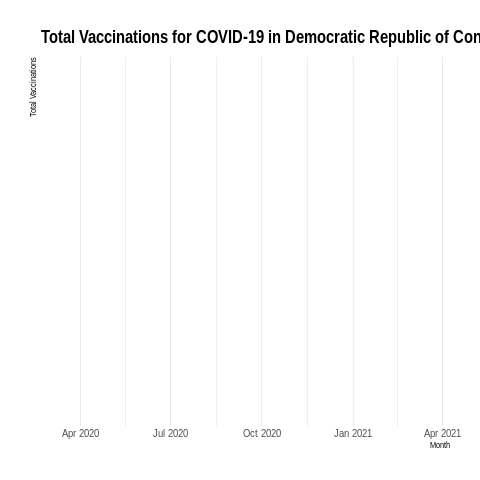 Total Vaccinations for COVID-19 in Democratic Republic of Con
Total Vaccinations
Apr 2020
Jul 2020
Oct 2020
Jan 2021
Apr 2021
Month